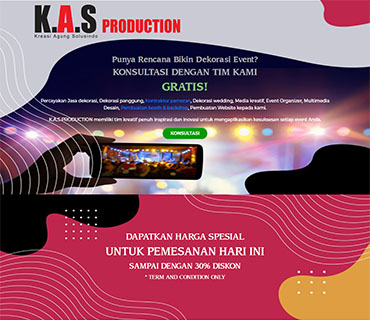 K.A.S PRODUCTION
Kreasi Agung Solusindo
Punya Rencana Bikin Dekorasi Event?
KONSULTASI DENGAN TIM KAMI
GRATIS!
Percayakan Jasa dekorasi, Dekorasi panggung, Kontraktor pameran, Dekorasi wedding, Media kreatif, Event Organizer, Multimedia
Desain, Pembuatan booth & backdrop, Pembuatan Website kepada kami.
K.A.S PRODUCTION memiliki tim kreatif penuh inspirasi dan inovasi untuk mengaplikasikan kesuksesan setiap event Anda.
KONSULTASI
DAPATKAN HARGA SPESIAL
UNTUK PEMESANAN HARI INI
SAMPAI DENGAN 30% DISKON
* TERM AND CONDITION ONLY